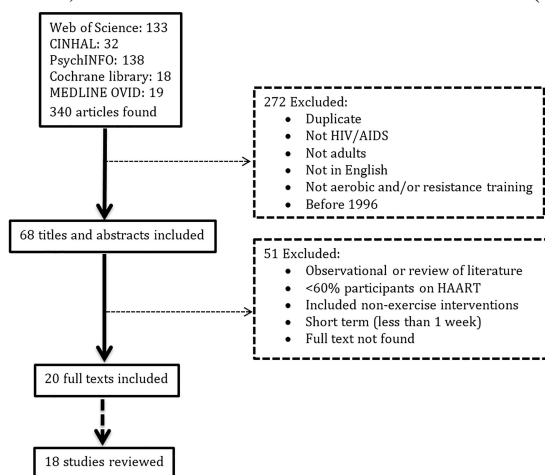 Web of Science: 133
CINHAL: 32
PsychINFO: 138
Cochrane library: 18
MEDLINE OVID: 19
340 articles found
272 Excluded:
• Duplicate
• Not HIV/AIDS
• Not adults
• Not in English
• Not aerobic and/or resistance training
• Before 1996
68 titles and abstracts included
51 Excluded:
• Observational or review of literature
• <60% participants on HAART
• Included non-exercise interventions
• Short term (less than 1 week)
• Full text not found
20 full texts included
18 studies reviewed